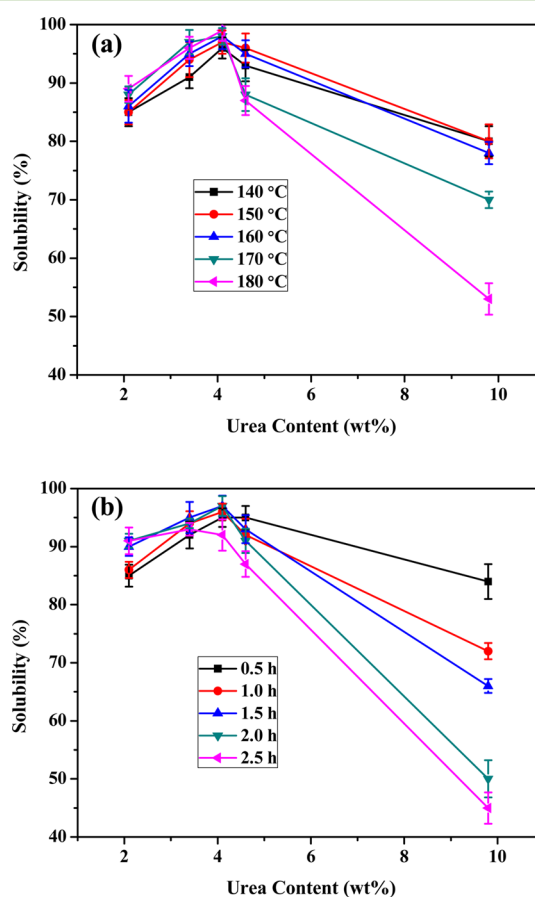 (a)
100
90
80
70
60
50
40
Solubility (%)
140 °C
150 °C
160 °C
170 °C
180 °C
2 4 6 8 10
Urea Content (wt%)
(b)
100
90
80
70
60
50
40
Solubility (%)
0.5 h
1.0 h
1.5 h
2.0 h
2.5 h
2 4 6 8 10
Urea Content (wt%)